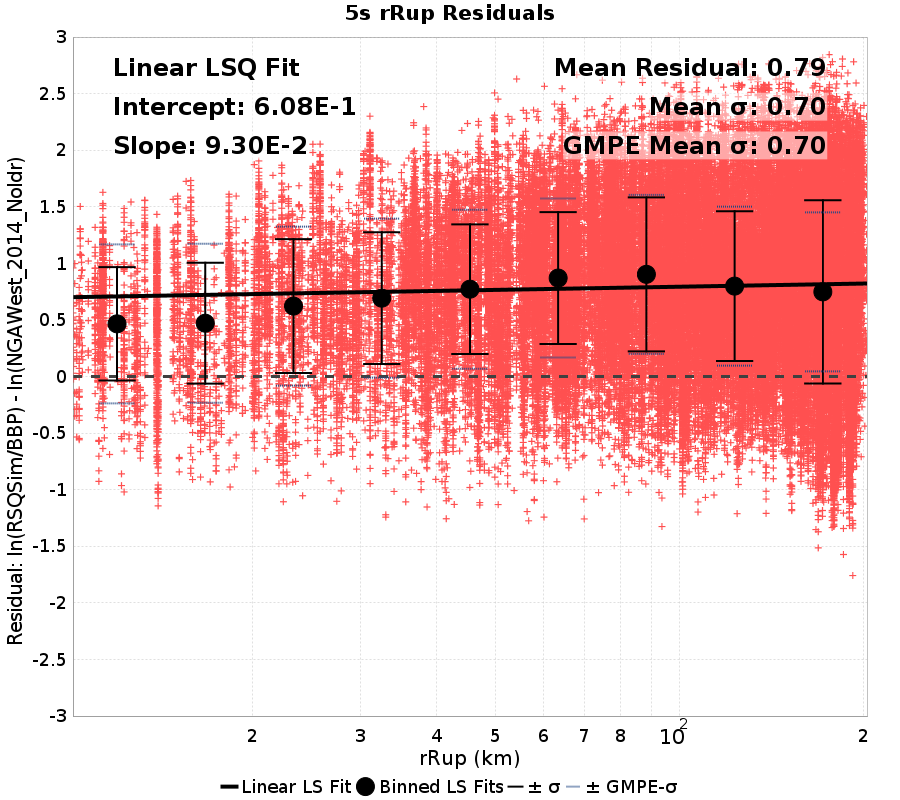 5s rRup Residuals
Linear LSQ Fit
Intercept: 6.08E-1
Slope: 9.30E-2
Mean Residual: 0.79
Mean σ: 0.70
GMPE Mean σ: 0.70
Residual: ln(RSQSim/BBP) - ln(NGAWest_2014_NoIdr)
3
2.5
2
1.5
1
0.5
0
-0.5
-1
-1.5
-2
-2.5
-3
2 3 4 5 6 7 8 10² 2
rRup (km)
Linear LS Fit Binned LS Fits ± σ ± GMPE-σ